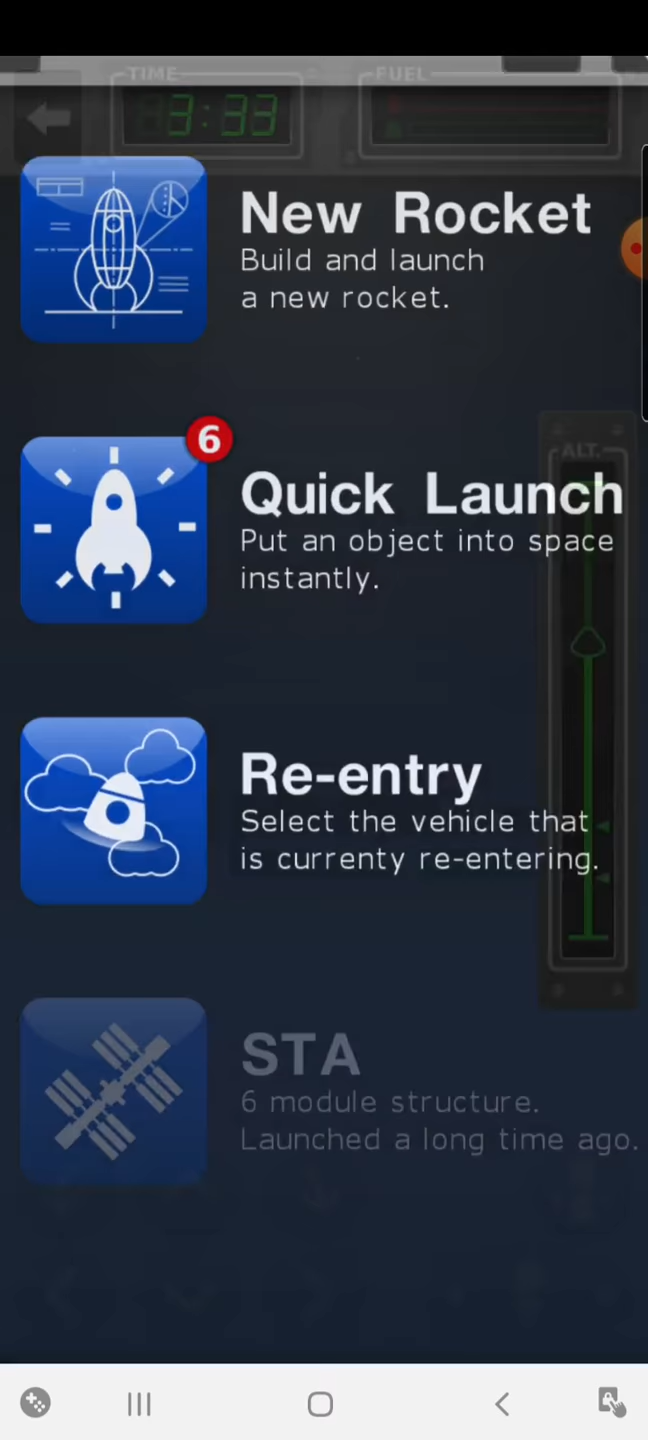 TIME
FUEL
3:33
New Rocket
Build and launch
a new rocket.
6
Quick Launch
Put an object into space
instantly.
ALT.
Re-entry
Select the vehicle that
is currenty re-entering.
STA
6 module structure.
Launched a long time ago.